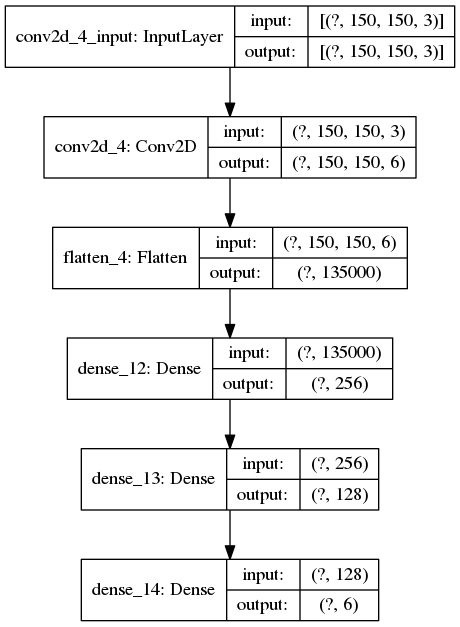 conv2d_4_input: InputLayer
input: [(?, 150, 150, 3)]
output: [(?, 150, 150, 3)]
conv2d_4: Conv2D
input: (?, 150, 150, 3)
output: (?, 150, 150, 6)
flatten_4: Flatten
input: (?, 150, 150, 6)
output: (?, 135000)
dense_12: Dense
input: (?, 135000)
output: (?, 256)
dense_13: Dense
input: (?, 256)
output: (?, 128)
dense_14: Dense
input: (?, 128)
output: (?, 6)